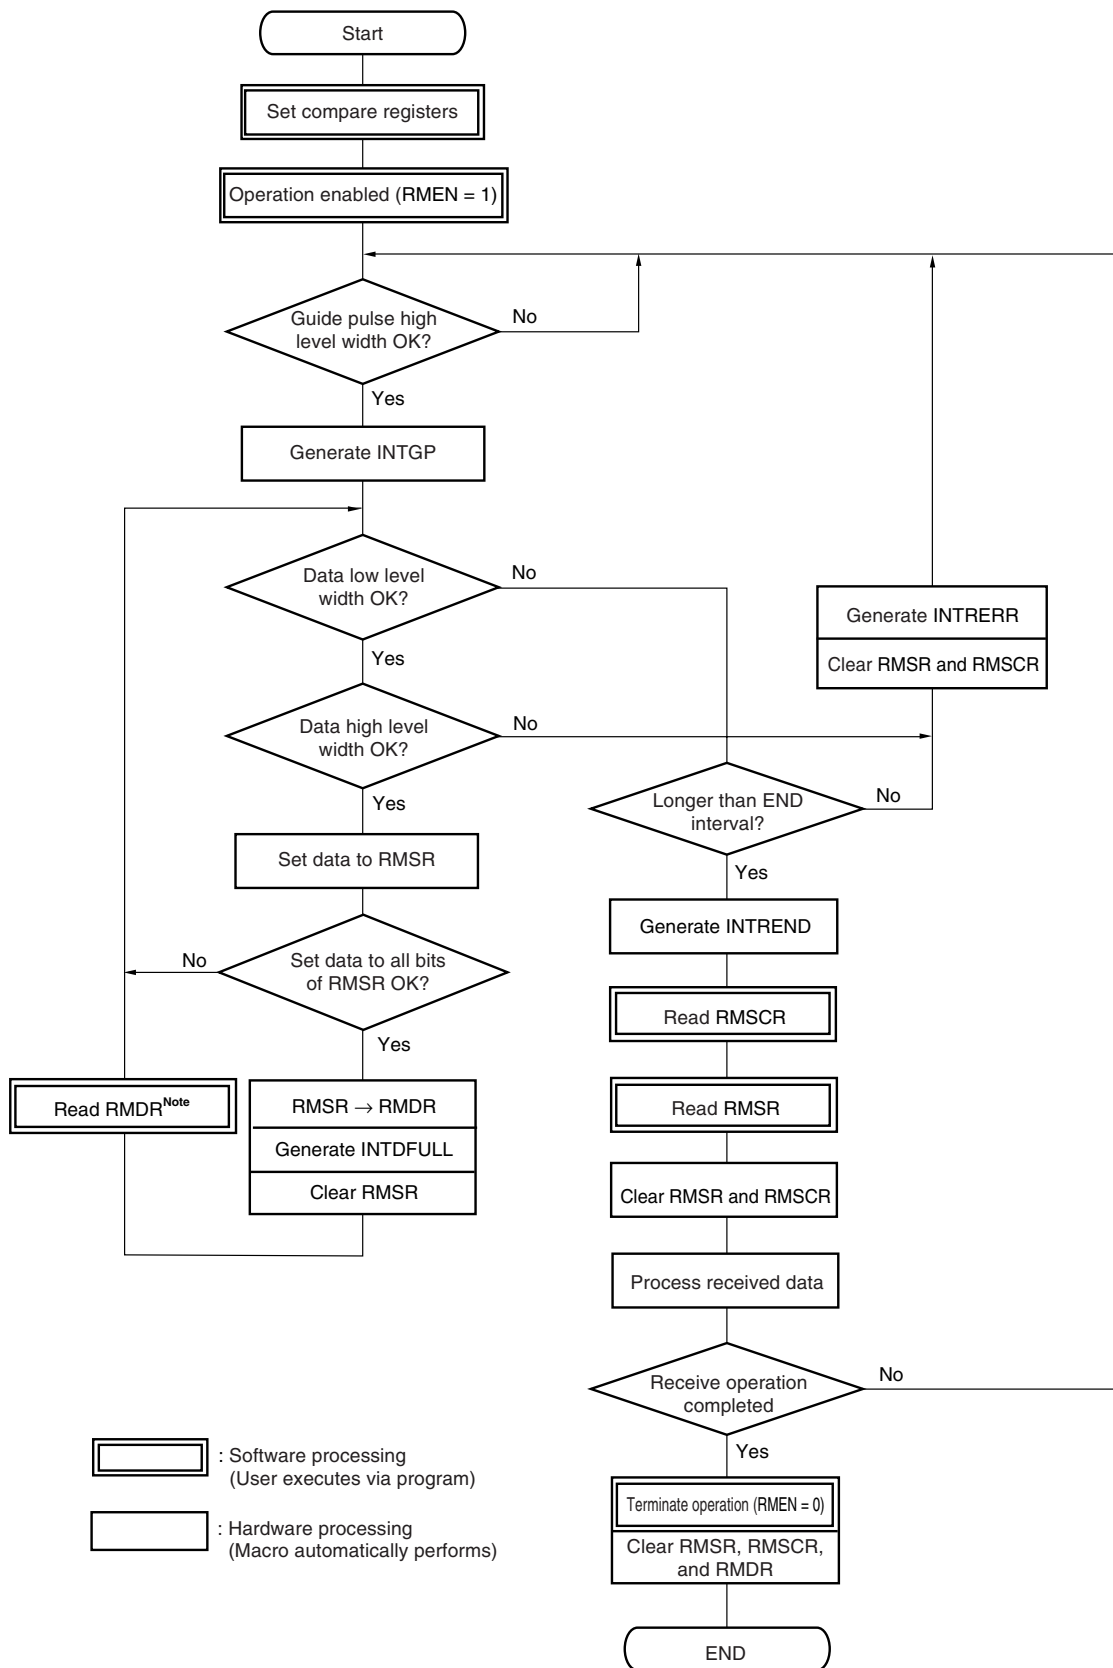 Start
Set compare registers
Operation enabled (RMEN = 1)
Guide pulse high
level width OK?
No
Yes
Generate INTGP
Data low level
width OK?
No
Yes
Generate INTRERR
Clear RMSR and RMSCR
Data high level
width OK?
No
Yes
Longer than END
interval?
No
Yes
Set data to RMSR
Generate INTREND
Set data to all bits
of RMSR OK?
No
Yes
Read RMSCR
Read RMDRNote
RMSR → RMDR
Generate INTDFULL
Clear RMSR
Read RMSR
Clear RMSR and RMSCR
Process received data
Receive operation
completed
No
Yes
Terminate operation (RMEN = 0)
Clear RMSR, RMSCR,
and RMDR
END
: Software processing
(User executes via program)
: Hardware processing
(Macro automatically performs)